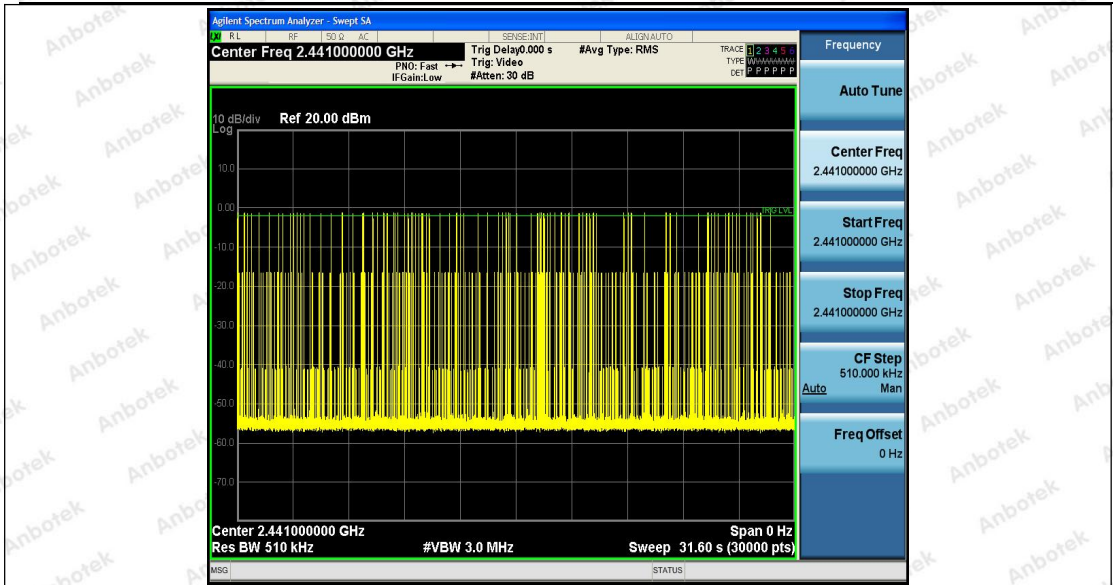 Agilent Spectrum Analyzer - Swept SA
LXI RL RF 50 Ω AC SENSE:INT ALIGNAUTO
Center Freq 2.441000000 GHz
PNO: Fast
IFGain:Low
Trig Delay0.000 s
Trig: Video
#Atten: 30 dB
#Avg Type: RMS
TRACE 1 2 3 4 5 6
TYPE
DET P P P P P P
10 dB/div
Log
Ref 20.00 dBm
10.0
0.00
TRIG LVL
-10.0
-20.0
-30.0
-40.0
-50.0
-60.0
-70.0
Center 2.441000000 GHz
Span 0 Hz
Res BW 510 kHz
#VBW 3.0 MHz
Sweep 31.60 s (30000 pts)
MSG
STATUS
Frequency
Auto Tune
Center Freq
2.441000000 GHz
Start Freq
2.441000000 GHz
Stop Freq
2.441000000 GHz
CF Step
510.000 kHz
Auto Man
Freq Offset
0 Hz
Anbotek